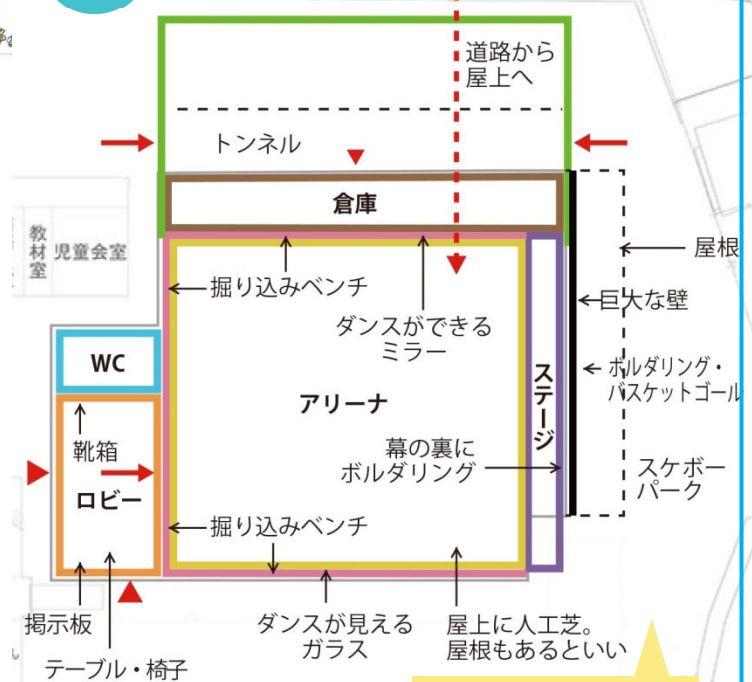 道路から
屋上へ
トンネル
倉庫
教
材
室
児童会室
掘り込みベンチ
ダンスができる
ミラー
屋根
巨大な壁
ボルダリング・
バスケットゴール
WC
アリーナ
ステージ
靴箱
幕の裏に
ボルダリング
スケボー
パーク
ロビー
掘り込みベンチ
掲示板
テーブル・椅子
ダンスが見える
ガラス
屋上に人工芝。
屋根もあるといい